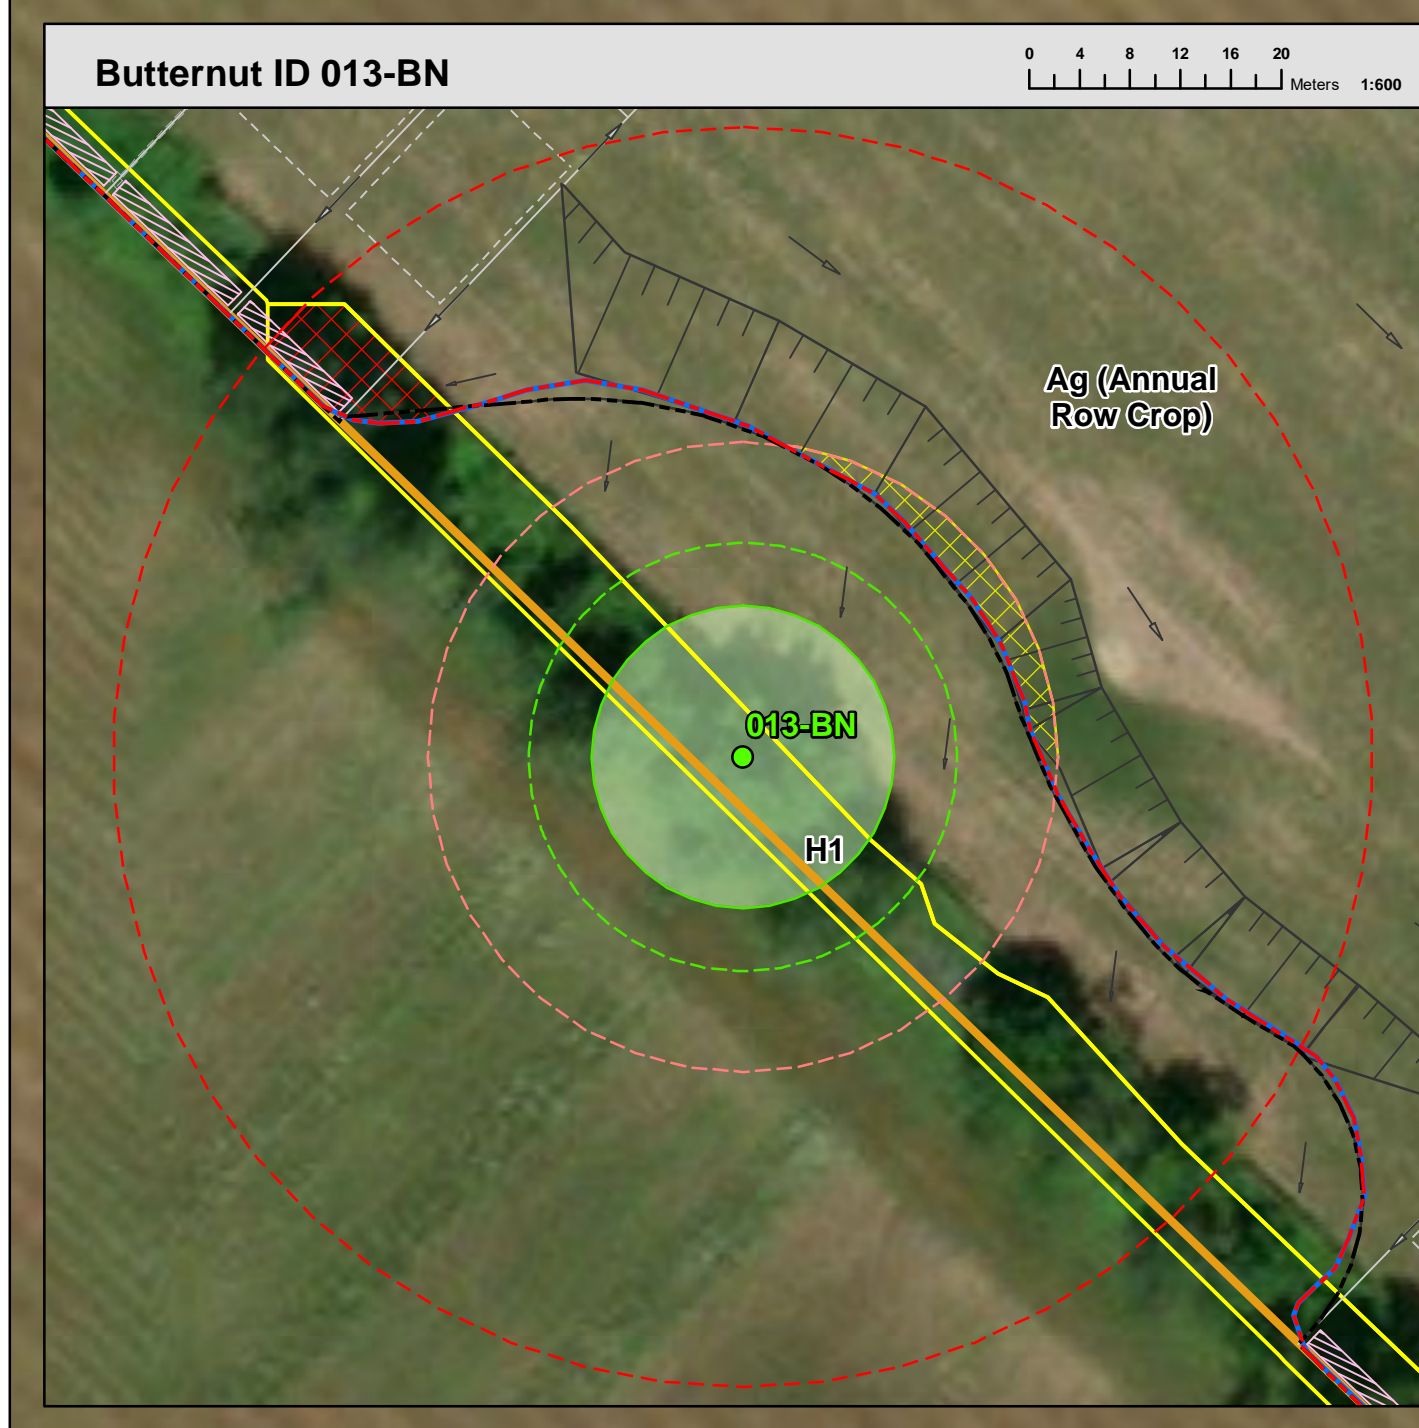 Butternut ID 013-BN
0 4 8 12 16 20
Meters 1:600
Ag (Annual
Row Crop)
013-BN
H1